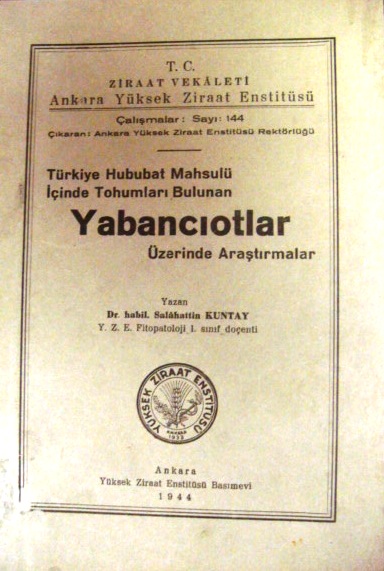 T. C.
ZİRAAT VEKÂLETİ
Ankara Yüksek Ziraat Enstitüsü
Çalışmalar: Sayı: 144
Çıkaran: Ankara Yüksek Ziraat Enstitüsü Rektörlüğü
Türkiye Hububat Mahsulü
İçinde Tohumları Bulunan
Yabancıotlar
Üzerinde Araştırmalar
Yazan
Dr. habil. Salâhattin KUNTAY
Y. Z. E. Fitopatoloji 1. sınıf doçenti
YÜKSEK ZİRAAT ENSTİTÜSÜ
ANKARA
1933
Ankara
Yüksek Ziraat Enstitüsü Basımevi
1944